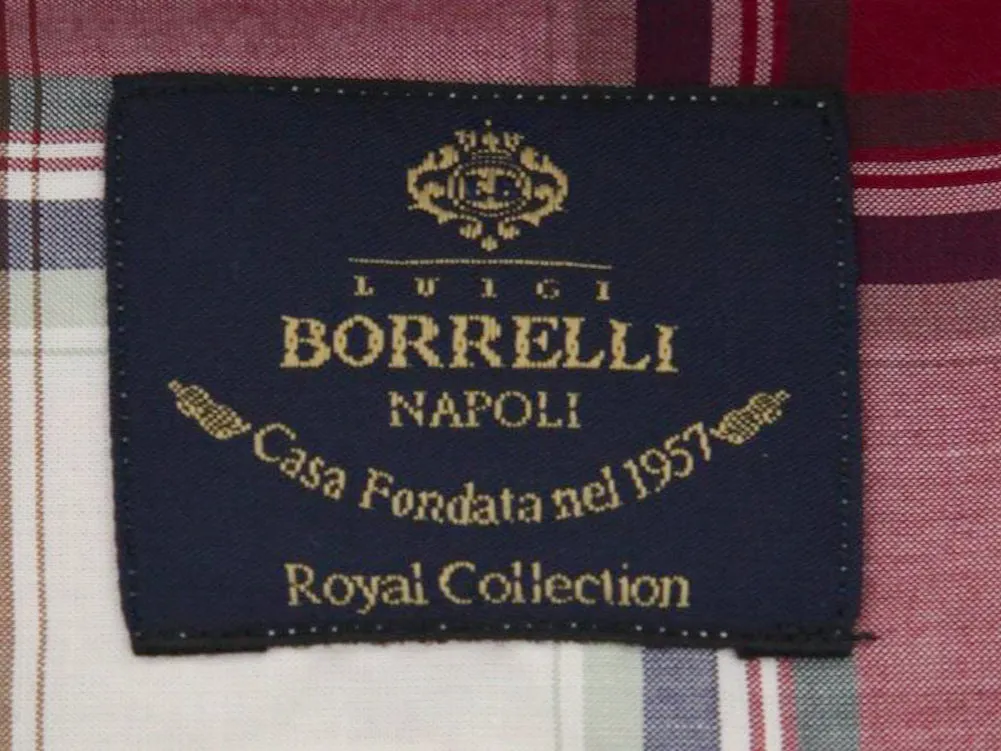 LUIGI
BORRELLI
NAPOLI
Casa Fondata nel 1957
Royal Collection